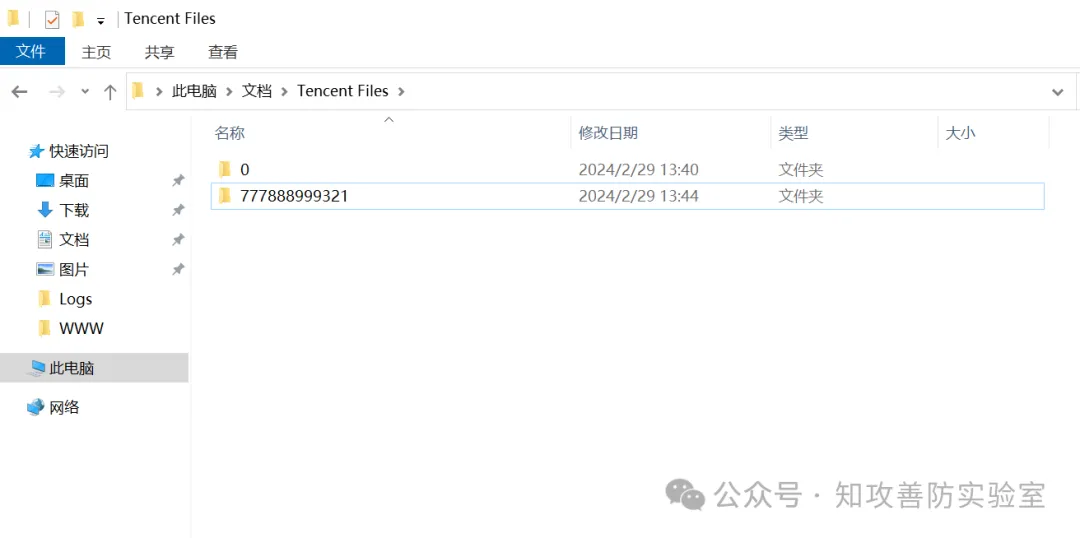 Tencent Files
文件 主页 共享 查看
此电脑 文档 Tencent Files
名称 修改日期 类型 大小
快速访问
桌面
下载
文档
图片
Logs
WWW
此电脑
网络
0 2024/2/29 13:40 文件夹
777888999321 2024/2/29 13:44 文件夹
公众号 · 知攻善防实验室